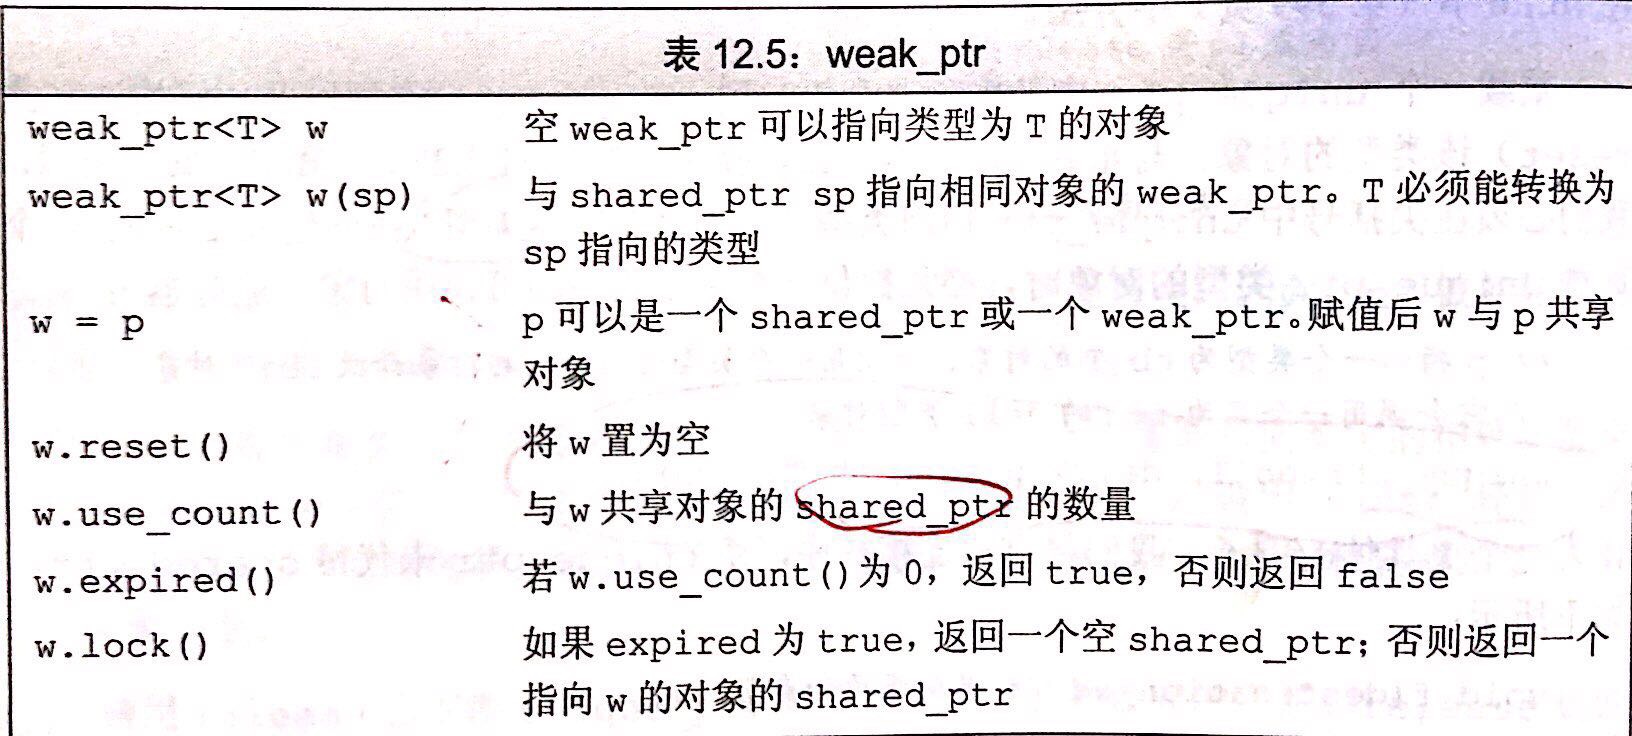 表 12.5：weak_ptr
weak_ptr<T> w 空 weak_ptr 可以指向类型为 T 的对象
weak_ptr<T> w(sp) 与 shared_ptr sp 指向相同对象的 weak_ptr。T 必须能转换为
sp 指向的类型
w = p p 可以是一个 shared_ptr 或一个 weak_ptr。赋值后 w 与 p 共享
对象
w.reset() 将 w 置为空
w.use_count() 与 w 共享对象的 shared_ptr 的数量
w.expired() 若 w.use_count()为 0，返回 true，否则返回 false
w.lock() 如果 expired 为 true，返回一个空 shared_ptr；否则返回一个
指向 w 的对象的 shared_ptr